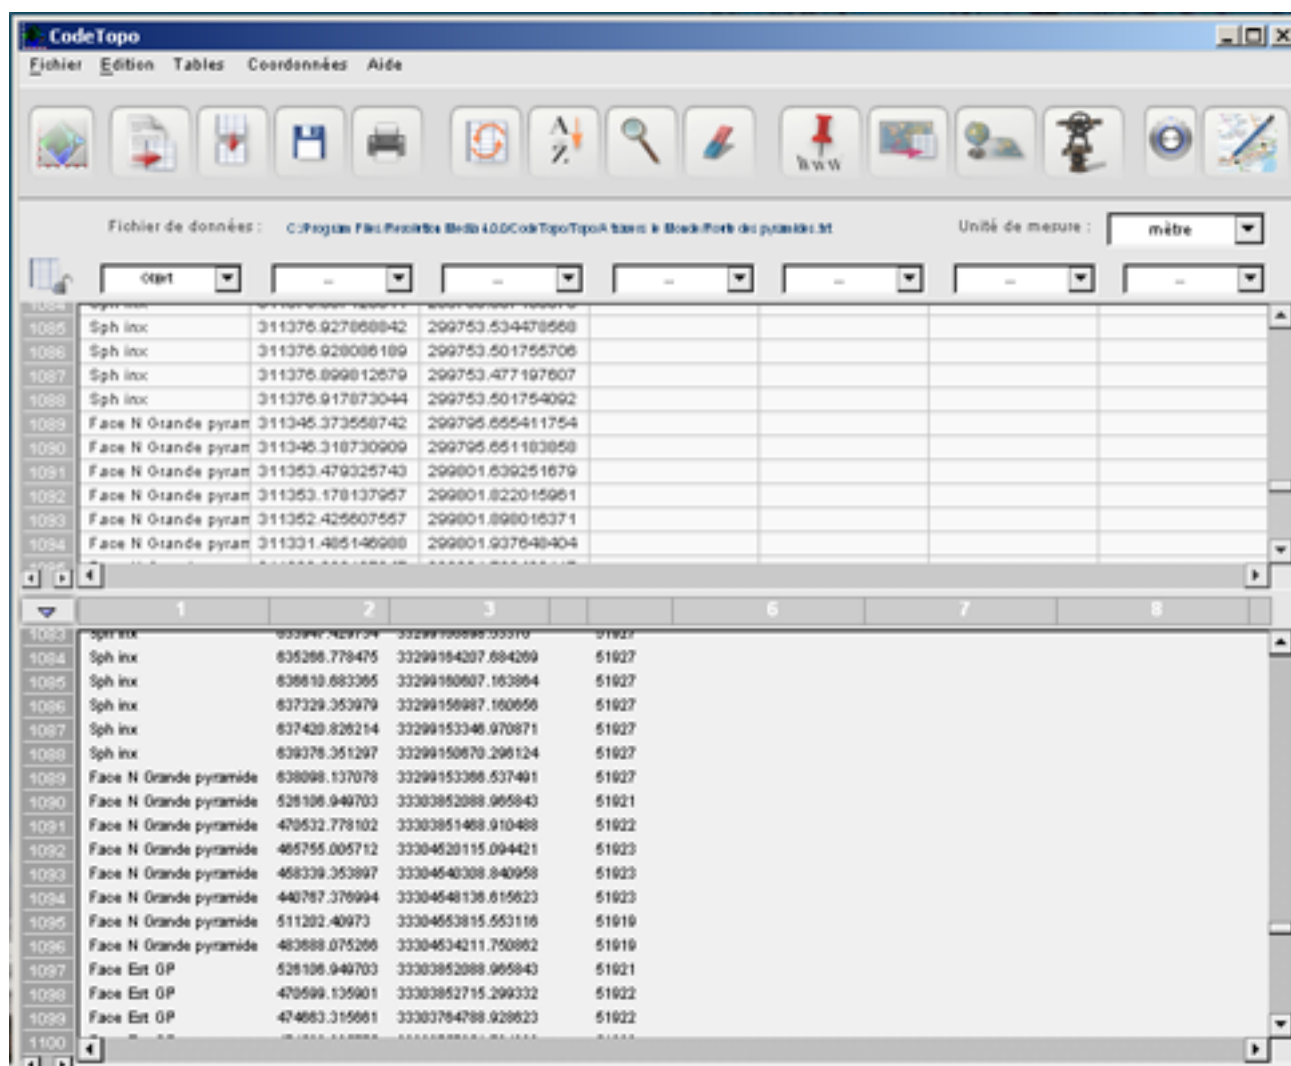 CodeTopo
Fichier Edition Tables Coordonnées Aide
A Z
www
Fichier de données : Unité de mesure : mètre
objet – – – – – –
1085 Sph inx 311376.927868842 299753.534478568
1086 Sph inx 311376.928086189 299753.501755706
1087 Sph inx 311376.899812679 299753.477197607
1088 Sph inx 311376.917873044 299753.501754092
1089 Face N Grande pyram 311345.373558742 299795.655411754
1090 Face N Grande pyram 311346.318730909 299795.651183858
1091 Face N Grande pyram 311353.479325743 299801.639251679
1092 Face N Grande pyram 311353.178137957 299801.822015961
1093 Face N Grande pyram 311352.425607557 299801.898016371
1094 Face N Grande pyram 311331.485146988 299801.937648404
1 2 3 6 7 8
1083 Sph inx 51927
1084 Sph inx 635266.778475 33299164207.684269 51927
1085 Sph inx 636610.683365 33299160607.163864 51927
1086 Sph inx 637329.353979 33299156987.160656 51927
1087 Sph inx 637420.826214 33299153346.970871 51927
1088 Sph inx 639376.351297 33299150670.296124 51927
1089 Face N Grande pyramide 638098.137078 33299153366.537491 51927
1090 Face N Grande pyramide 526106.949703 33303852088.965843 51921
1091 Face N Grande pyramide 470532.778102 33303851468.910488 51922
1092 Face N Grande pyramide 465755.005712 33304520115.094421 51923
1093 Face N Grande pyramide 468339.353897 33304540308.840958 51923
1094 Face N Grande pyramide 440767.376994 33304548136.615623 51923
1095 Face N Grande pyramide 511202.40973 33304553815.553116 51919
1096 Face N Grande pyramide 483688.075266 33304534211.750862 51919
1097 Face Est GP 526106.949703 33303852088.965843 51921
1098 Face Est GP 470599.135901 33303852715.299332 51922
1099 Face Est GP 474663.315661 33303764788.928623 51922
1100